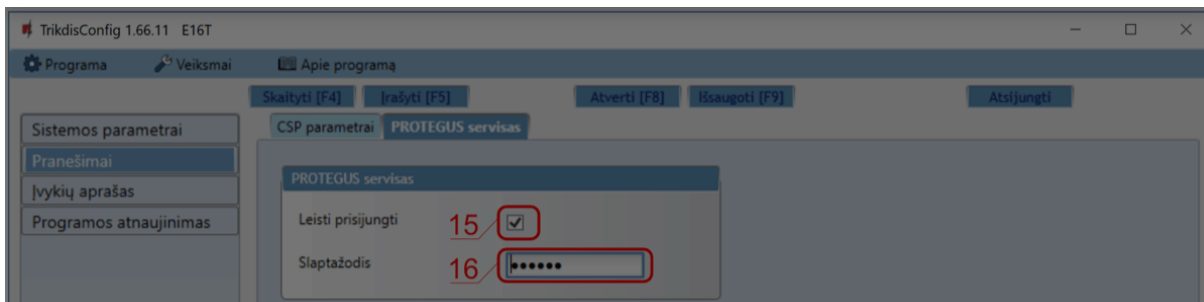 TrikdisConfig 1.66.11 E16T
Programa Veiksmai Apie programą
Skaityti [F4] Įrašyti [F5] Atverti [F8] Išsaugoti [F9] Atsijungti
Sistemos parametrai
Pranešimai
Įvykių aprašas
Programos atnaujinimas
CSP parametrai PROTEGUS servisas
PROTEGUS servisas
Leisti prisijungti 15
Slaptažodis 16 ••••••